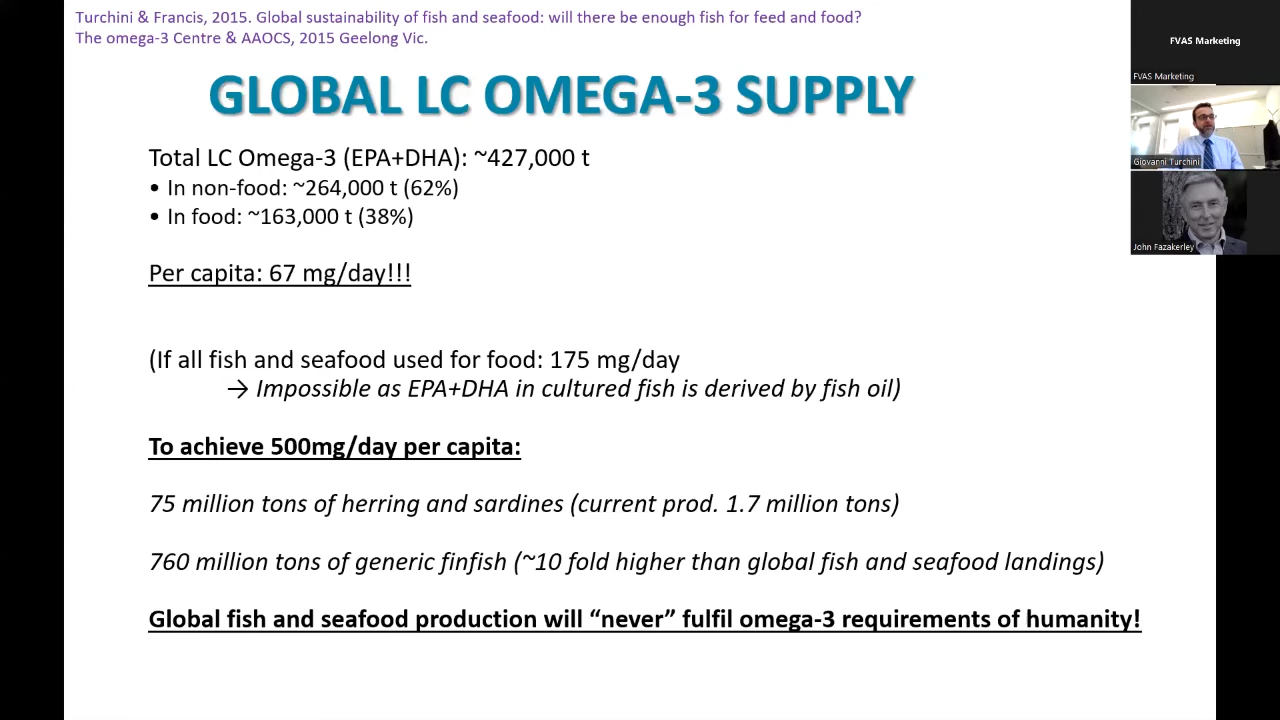 Turchini & Francis, 2015. Global sustainability of fish and seafood: will there be enough fish for feed and food?
The omega-3 Centre & AAOCS, 2015 Geelong Vic.
GLOBAL LC OMEGA-3 SUPPLY
Total LC Omega-3 (EPA+DHA): ~427,000 t
• In non-food: ~264,000 t (62%)
• In food: ~163,000 t (38%)
Per capita: 67 mg/day!!!
(If all fish and seafood used for food: 175 mg/day
→ Impossible as EPA+DHA in cultured fish is derived by fish oil)
To achieve 500mg/day per capita:
75 million tons of herring and sardines (current prod. 1.7 million tons)
760 million tons of generic finfish (~10 fold higher than global fish and seafood landings)
Global fish and seafood production will “never” fulfil omega-3 requirements of humanity!
FVAS Marketing
FVAS Marketing
Giovanni Turchini
John Fazakerley